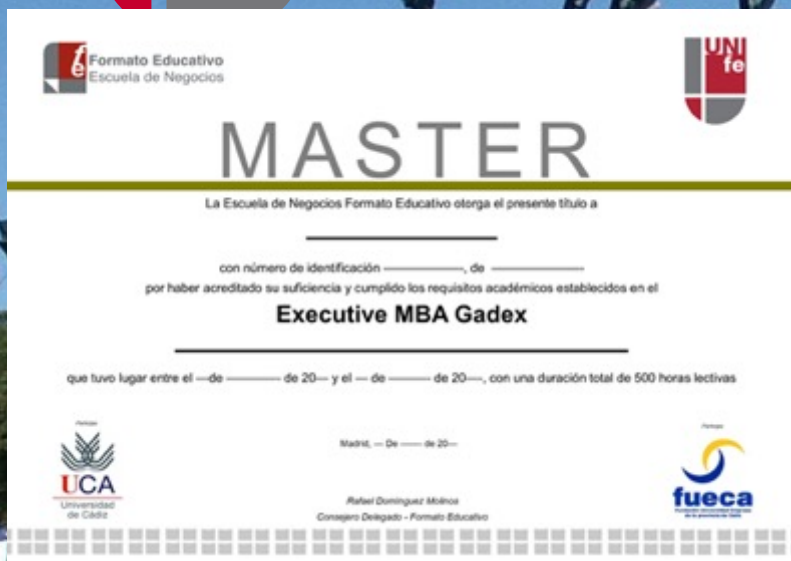 Formato Educativo
Escuela de Negocios
UNI
fe
MASTER
La Escuela de Negocios Formato Educativo otorga el presente título a
con número de identificación ——————, de ———————
por haber acreditado su suficiencia y cumplido los requisitos académicos establecidos en el
Executive MBA Gadex
que tuvo lugar entre el —de ———— de 20— y el — de ——— de 20—, con una duración total de 500 horas lectivas
Participa
Participa
Madrid, — De —— de 20—
UCA
Universidad
de Cádiz
fueca
Rafael Domínguez Molinos
Consejero Delegado - Formato Educativo